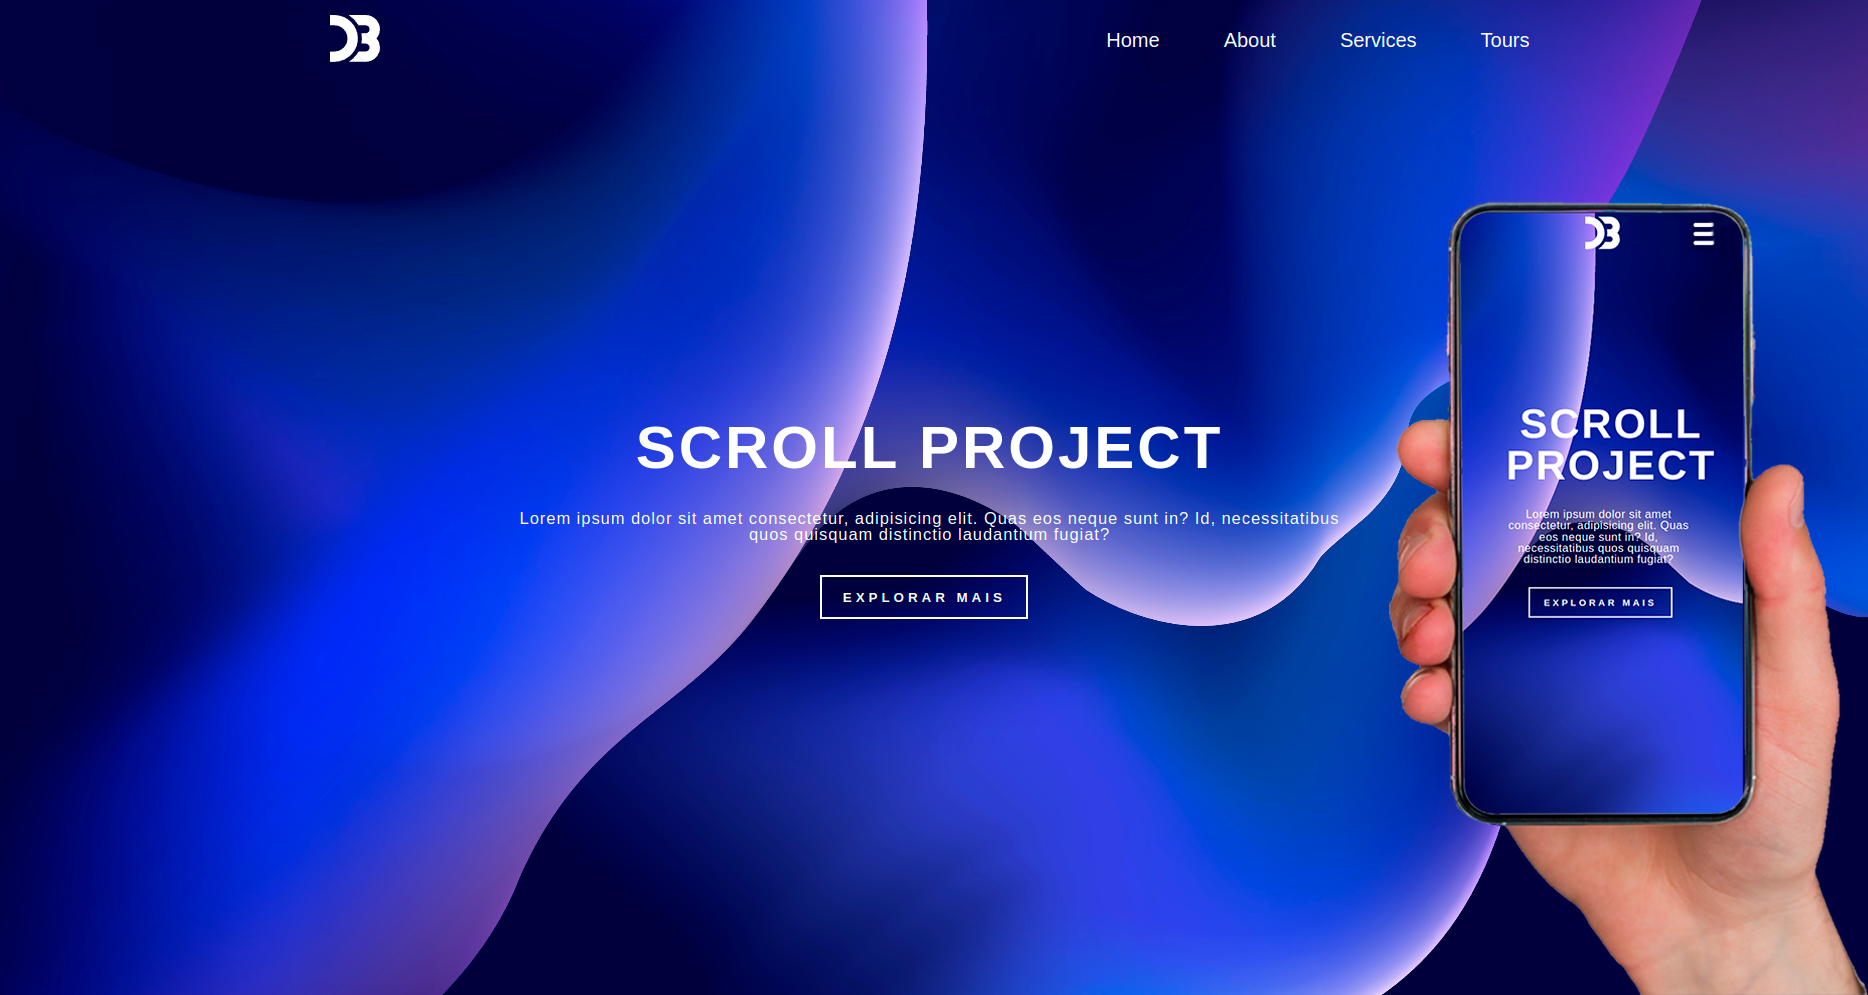 DB
Home About Services Tours
SCROLL PROJECT
Lorem ipsum dolor sit amet consectetur, adipisicing elit. Quas eos neque sunt in? Id, necessitatibus
quos quisquam distinctio laudantium fugiat?
EXPLORAR MAIS
DB
SCROLL
PROJECT
Lorem ipsum dolor sit amet
consectetur, adipisicing elit. Quas
eos neque sunt in? Id,
necessitatibus quos quisquam
distinctio laudantium fugiat?
EXPLORAR MAIS